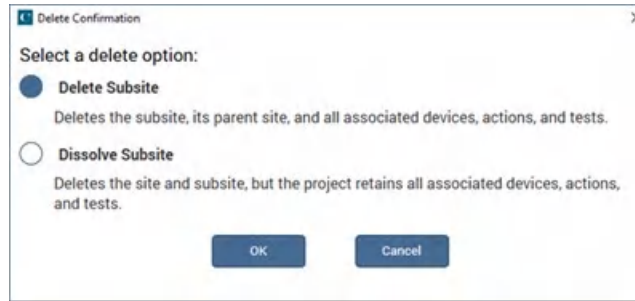 Delete Confirmation
Select a delete option:
Delete Subsite
Deletes the subsite, its parent site, and all associated devices, actions, and tests.
Dissolve Subsite
Deletes the site and subsite, but the project retains all associated devices, actions,
and tests.
OK
Cancel